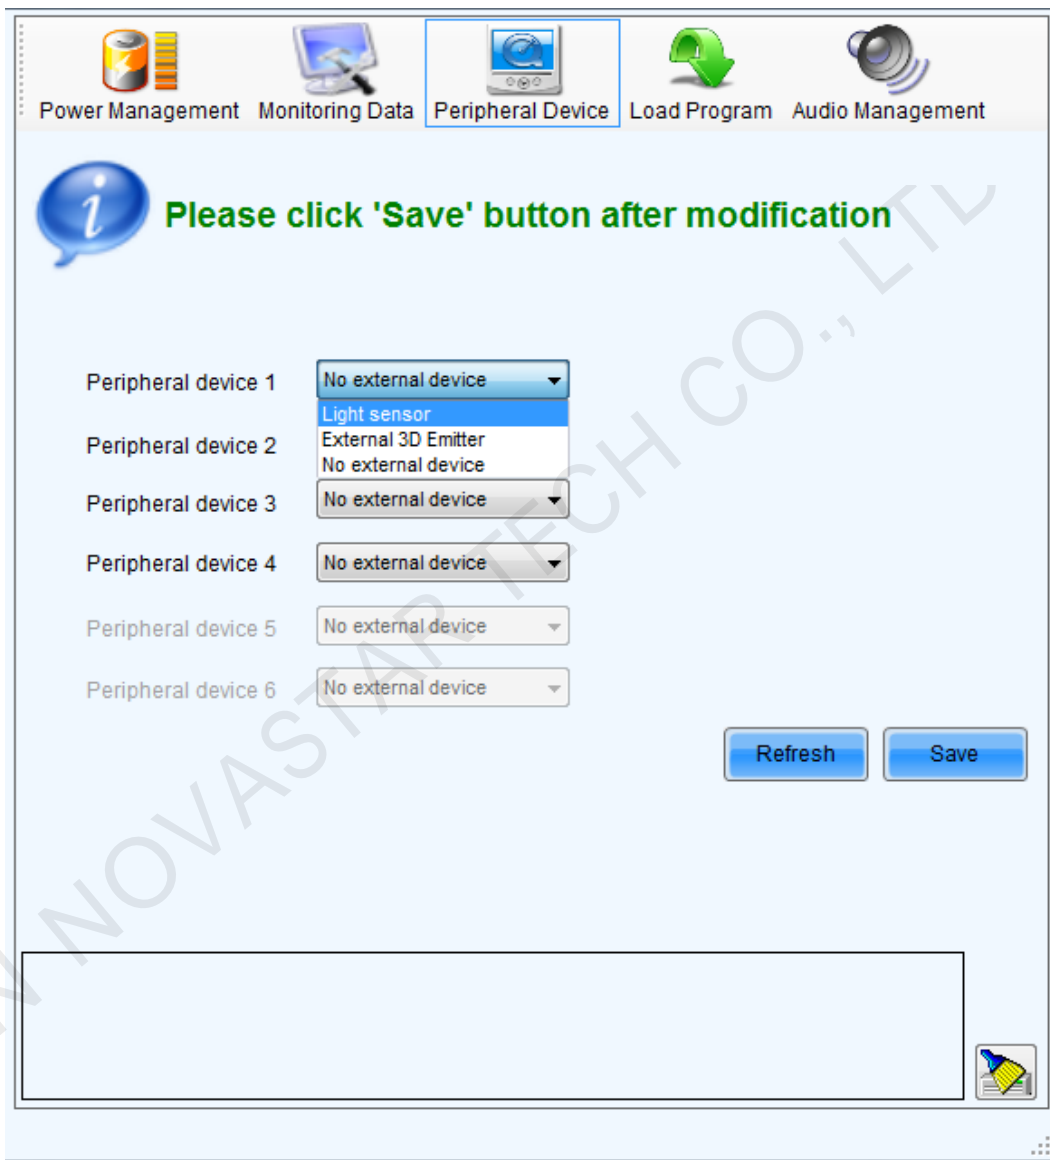 Power Management Monitoring Data Peripheral Device Load Program Audio Management
i Please click 'Save' button after modification
Peripheral device 1 No external device
Light sensor
External 3D Emitter
Peripheral device 2
No external device
Peripheral device 3 No external device
Peripheral device 4 No external device
Peripheral device 5 No external device
Peripheral device 6 No external device
Refresh Save
N NOVASTAR TECH CO., LTD